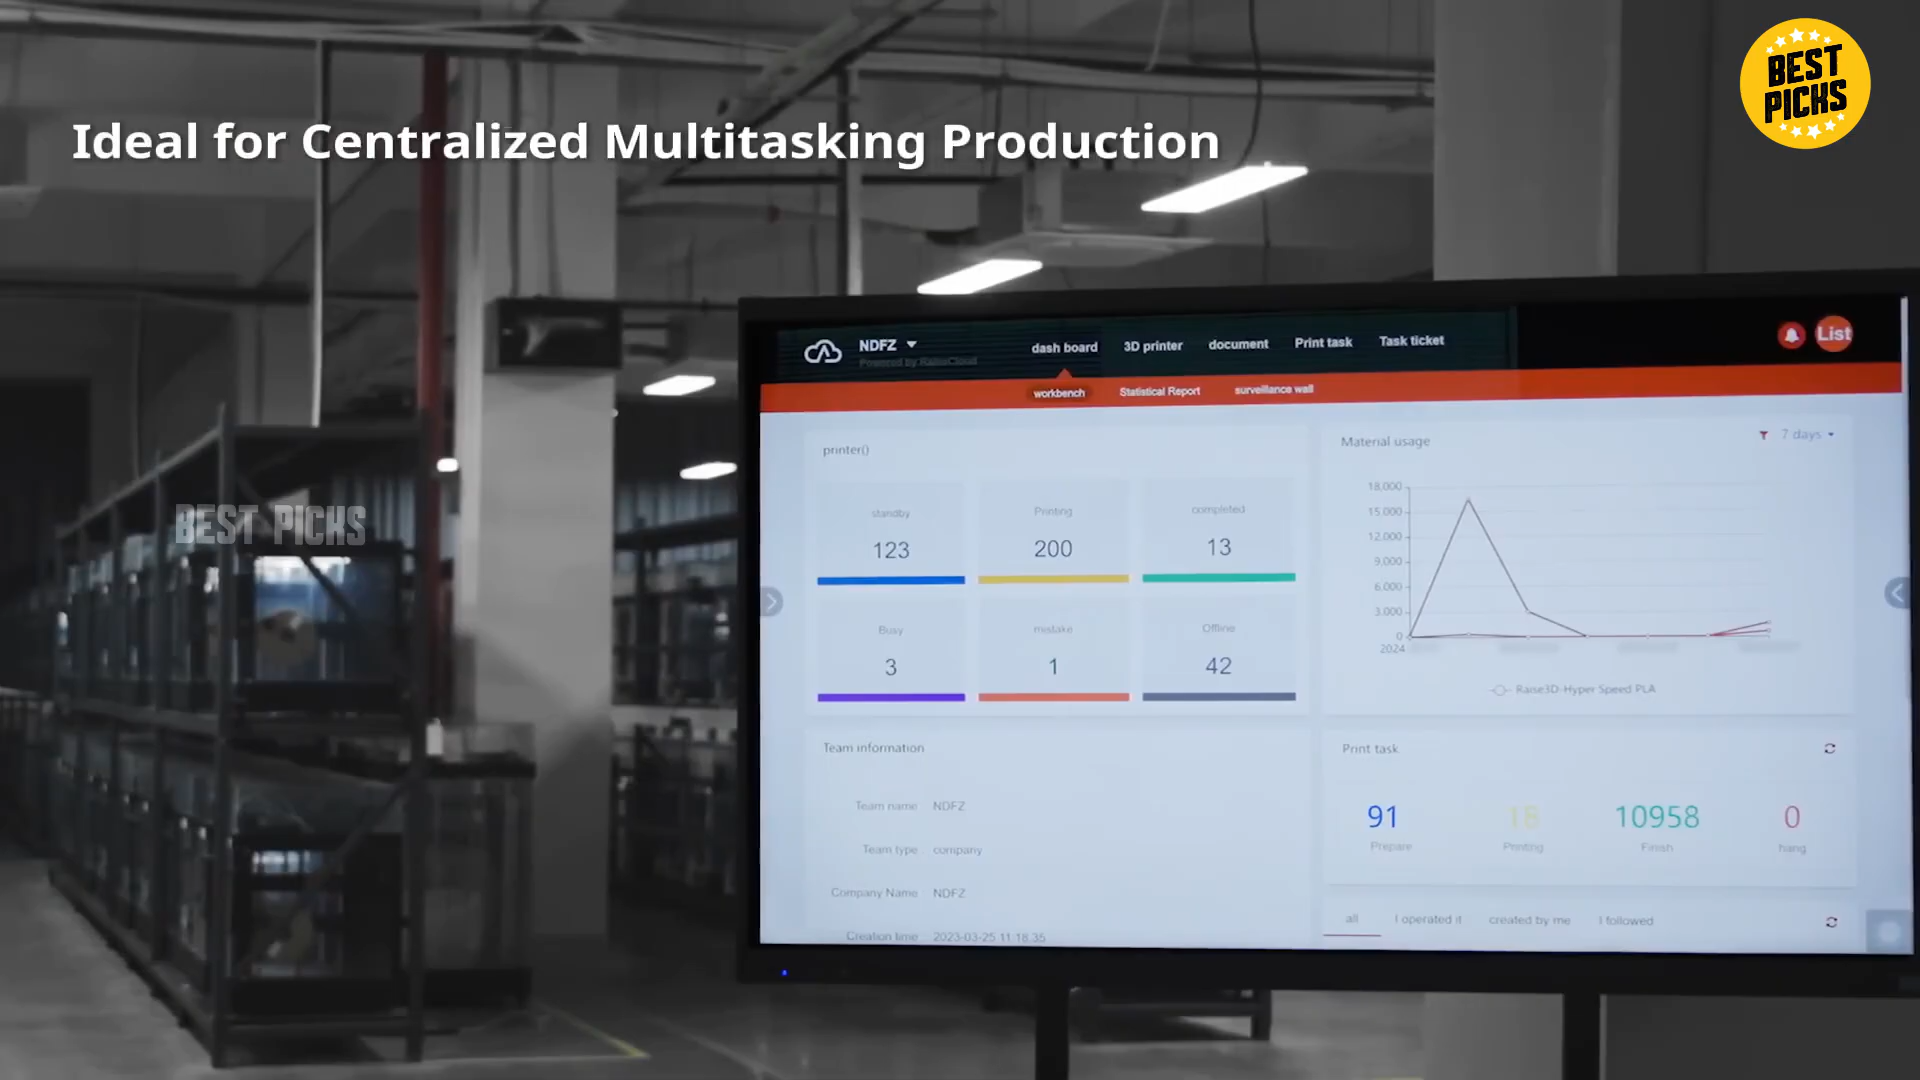 BEST
PICKS
Ideal for Centralized Multitasking Production
NDFZ
Powered by RaiseCloud
dash board
3D printer
document
Print task
Task ticket
List
workbench
Statistical Report
surveillance wall
printer()
standby
123
Printing
200
completed
13
Busy
3
mistake
1
Offline
42
Material usage
7 days
18,000
15,000
12,000
9,000
6,000
3,000
0
2024
Raise3D-Hyper Speed PLA
BEST PICKS
Team information
Team name NDFZ
Team type company
Company Name NDFZ
Creation time 2023-03-25 11:18:35
Print task
91
Prepare
18
Printing
10958
Finish
0
hang
all
I operated it
created by me
I followed